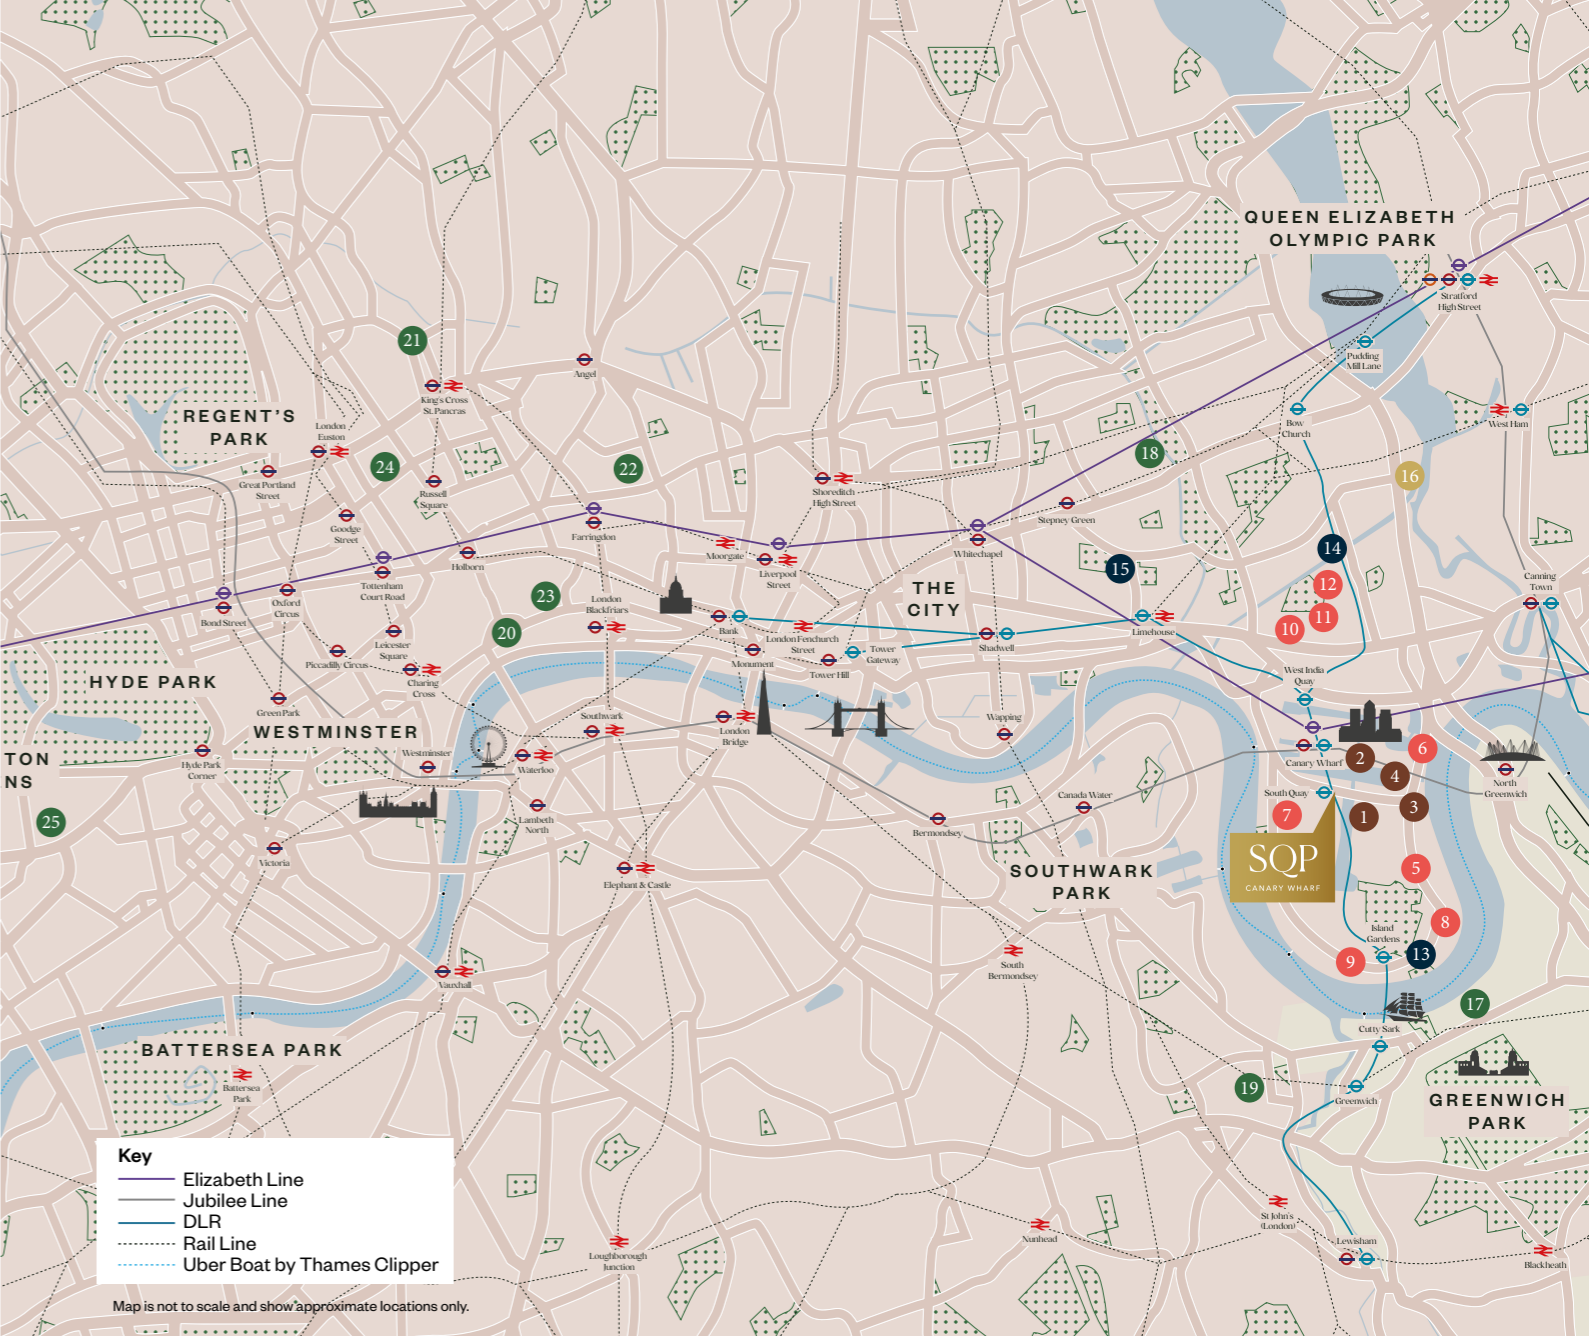 QUEEN ELIZABETH
OLYMPIC PARK
Stratford
High Street
Pudding
Mill Lane
21
Angel
King's Cross
St. Pancras
REGENT'S
PARK
London
Euston
Bow
Church
West Ham
18
24
22
16
Great Portland
Street
Russell
Square
Shoreditch
High Street
Goodge
Street
Farringdon
Stepney Green
Moorgate
Whitechapel
14
Holborn
Liverpool
Street
15
Tottenham
Court Road
THE
CITY
12
Canning
Town
23
Oxford
Circus
London
Blackfriars
11
Bond Street
20
Bank
10
Limehouse
Leicester
Square
London Fenchurch
Street
Tower
Gateway
Shadwell
Piccadilly Circus
Monument
Tower Hill
West India
Quay
HYDE PARK
Charing
Cross
Green Park
Southwark
Wapping
WESTMINSTER
London
Bridge
6
TON
NS
Hyde Park
Corner
Westminster
Waterloo
Canary Wharf
2
4
North
Greenwich
South Quay
Canada Water
3
25
Lambeth
North
7
1
Bermondsey
Victoria
SQP
CANARY WHARF
SOUTHWARK
PARK
5
Elephant & Castle
8
Island
Gardens
9
13
South
Bermondsey
Vauxhall
17
Cutty Sark
BATTERSEA PARK
Battersea
Park
19
Greenwich
GREENWICH
PARK
Key
Elizabeth Line
Jubilee Line
DLR
Rail Line
Uber Boat by Thames Clipper
St John's
(London)
Nunhead
Lewisham
Loughborough
Junction
Blackheath
Map is not to scale and show approximate locations only.